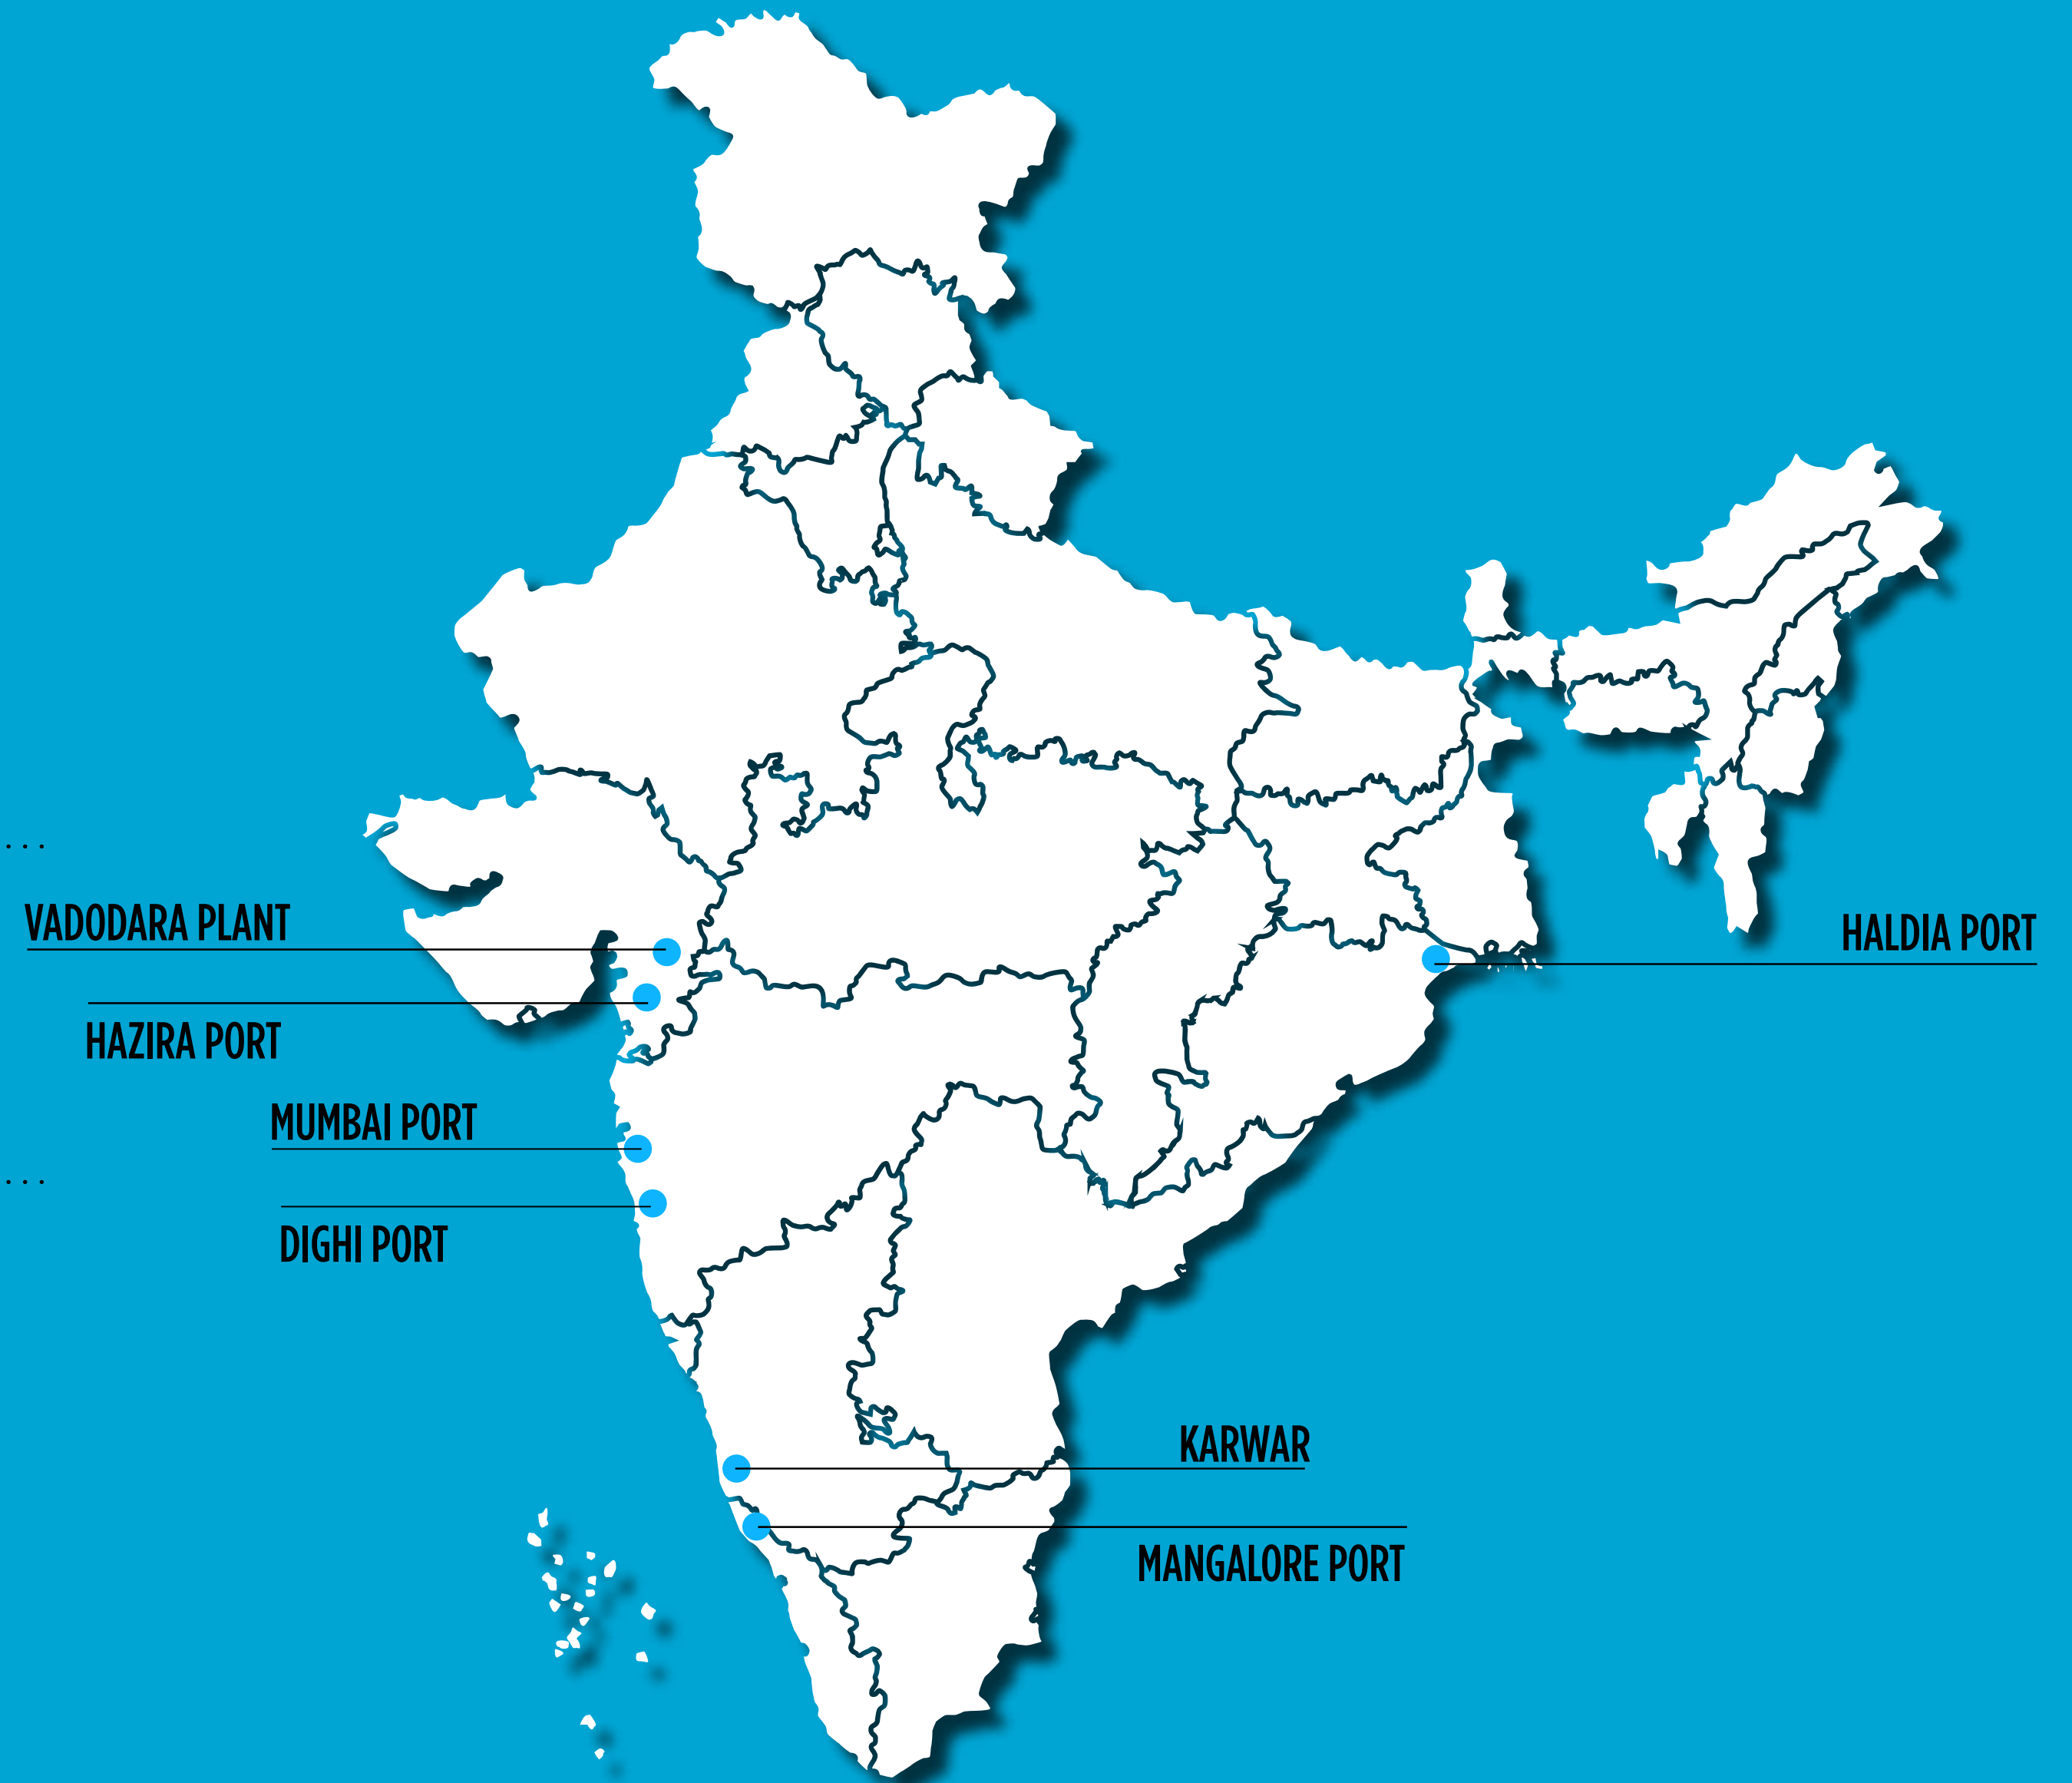 . . .
VADODARA PLANT
HALDIA PORT
HAZIRA PORT
MUMBAI PORT
. . .
DIGHI PORT
KARWAR
MANGALORE PORT